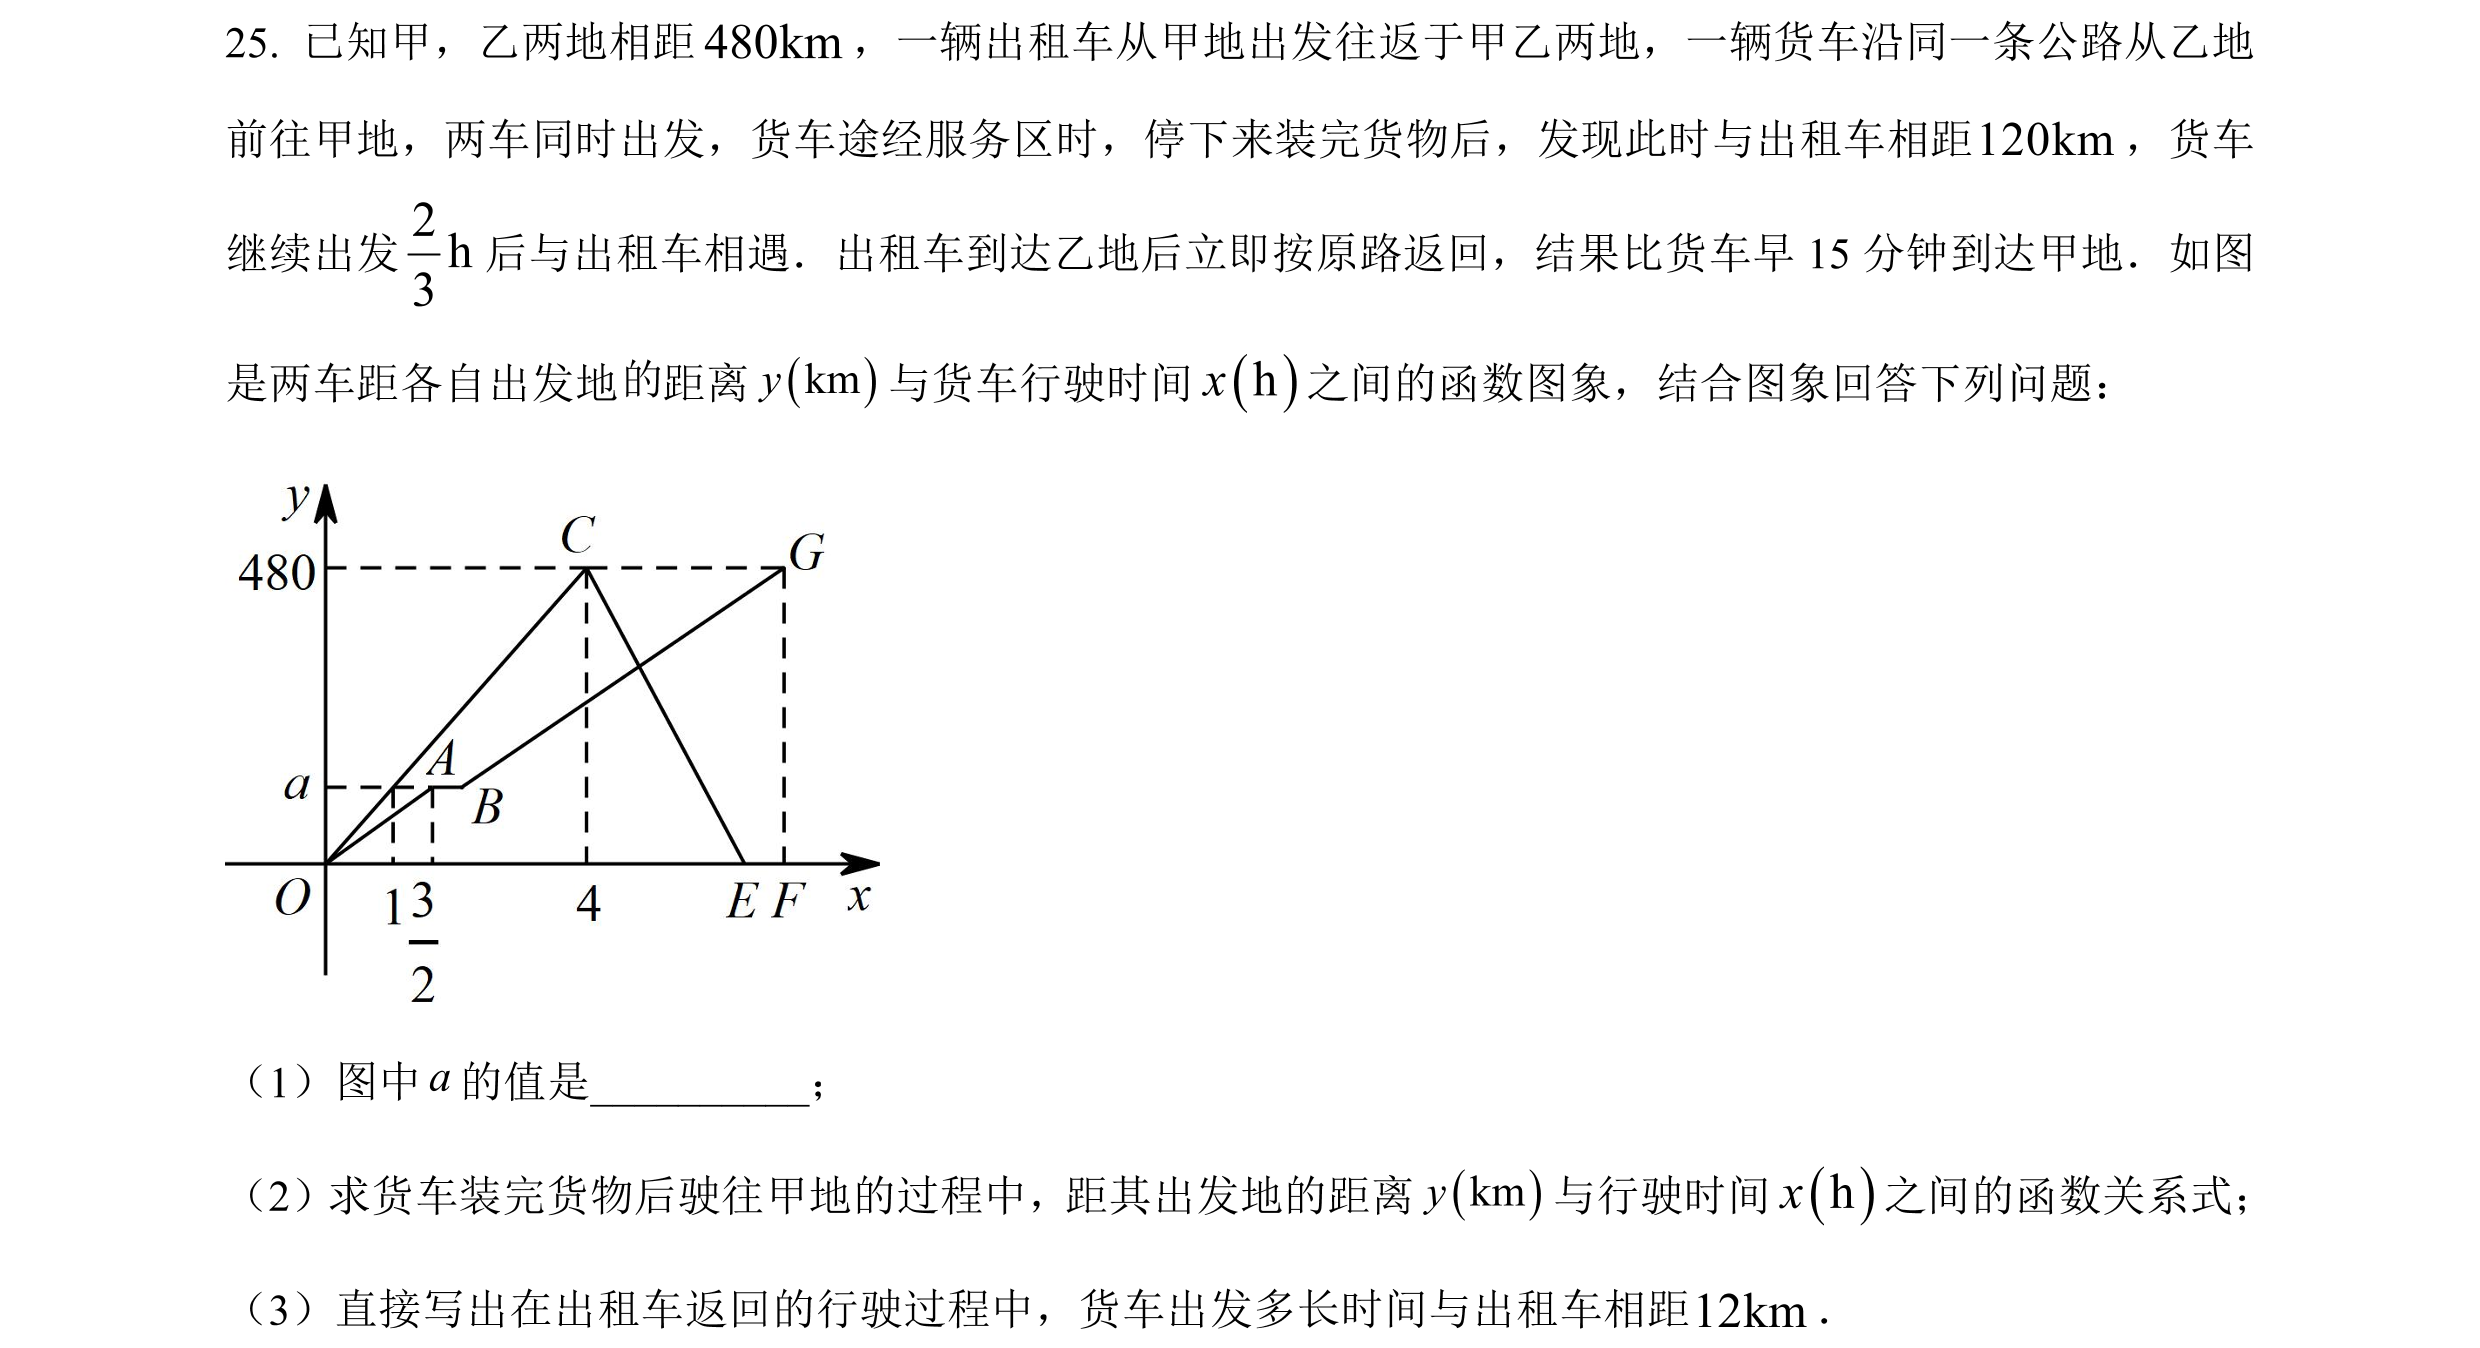 25. 已知甲，乙两地相距480km，一辆出租车从甲地出发往返于甲乙两地，一辆货车沿同一条公路从乙地
前往甲地，两车同时出发，货车途经服务区时，停下来装完货物后，发现此时与出租车相距120km，货车
继续出发2/3h后与出租车相遇．出租车到达乙地后立即按原路返回，结果比货车早15分钟到达甲地．如图
是两车距各自出发地的距离y(km)与货车行驶时间x(h)之间的函数图象，结合图象回答下列问题：
y
C
G
480
A
a
B
O
1
3/2
4
E
F
x
（1）图中a的值是__________；
（2）求货车装完货物后驶往甲地的过程中，距其出发地的距离y(km)与行驶时间x(h)之间的函数关系式；
（3）直接写出在出租车返回的行驶过程中，货车出发多长时间与出租车相距12km．